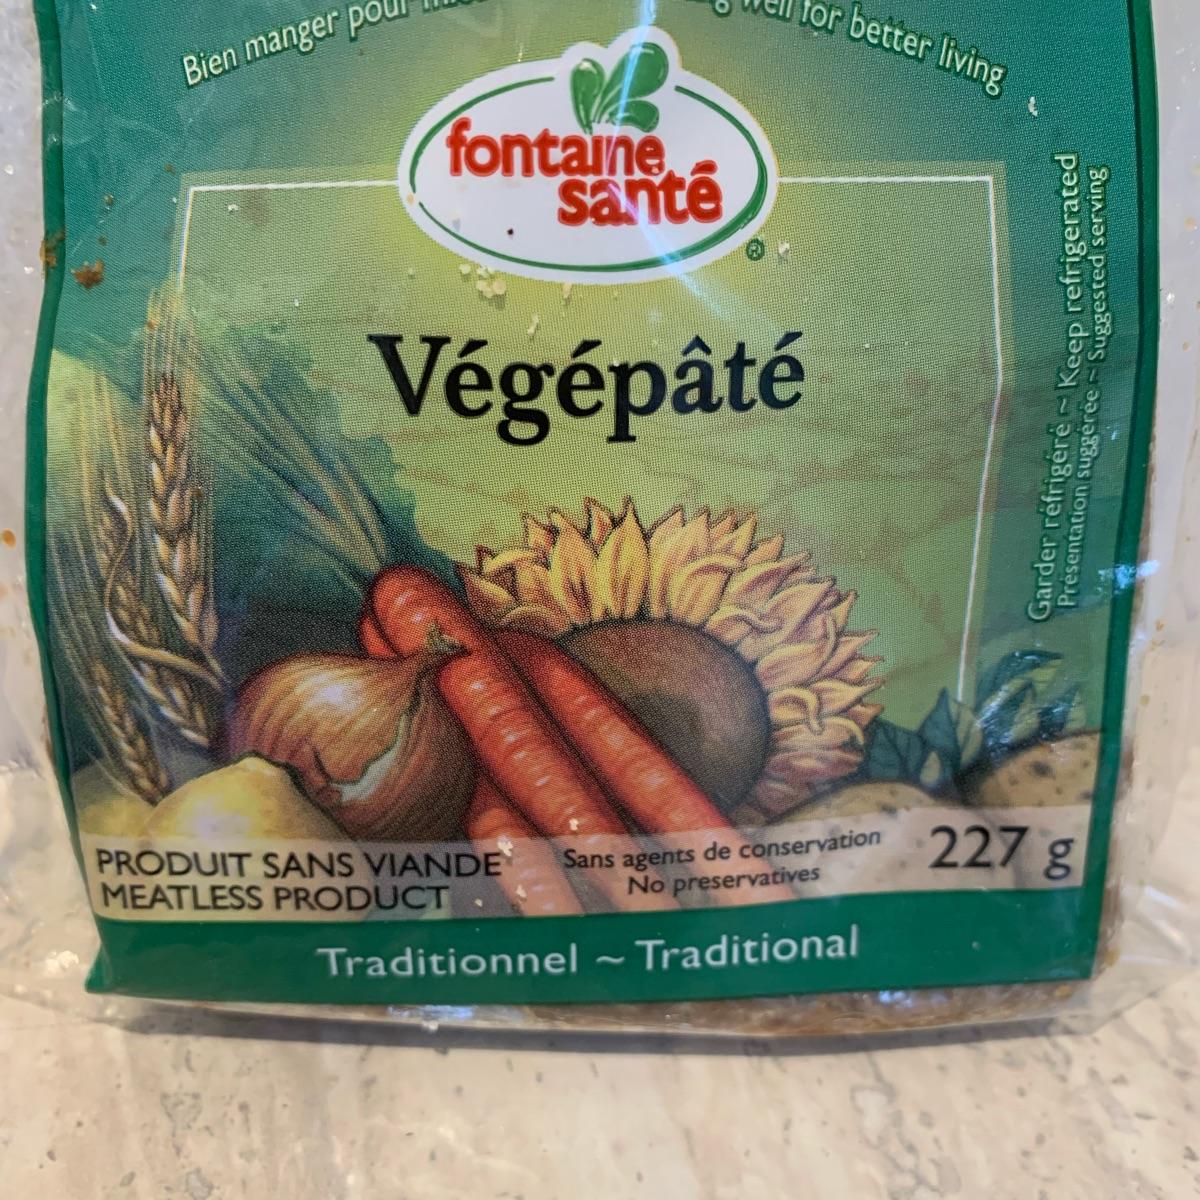 Bien manger pour
well for better living
fontaine
santé
®
Végépâté
Garder réfrigéré ~ Keep refrigerated
Présentation suggérée ~ Suggested serving
PRODUIT SANS VIANDE
MEATLESS PRODUCT
Sans agents de conservation
No preservatives
227 g
Traditionnel ~ Traditional